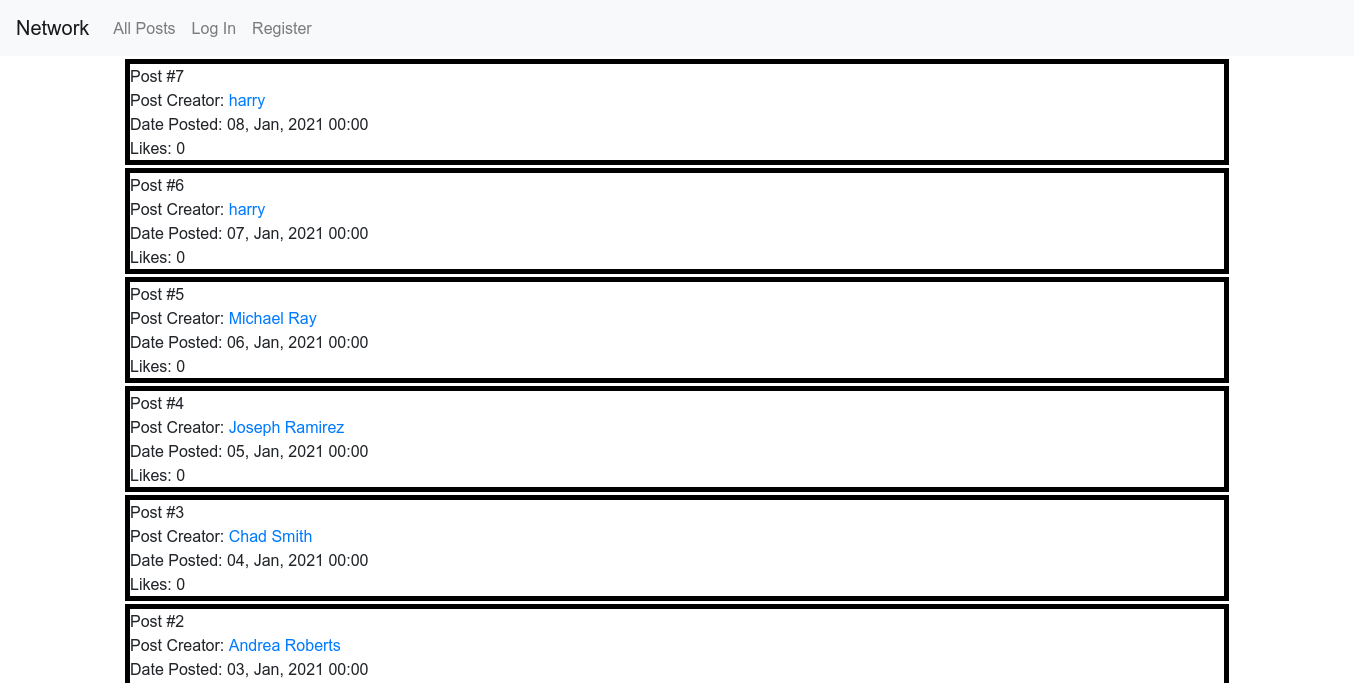 Network All Posts Log In Register
Post #7
Post Creator: harry
Date Posted: 08, Jan, 2021 00:00
Likes: 0
Post #6
Post Creator: harry
Date Posted: 07, Jan, 2021 00:00
Likes: 0
Post #5
Post Creator: Michael Ray
Date Posted: 06, Jan, 2021 00:00
Likes: 0
Post #4
Post Creator: Joseph Ramirez
Date Posted: 05, Jan, 2021 00:00
Likes: 0
Post #3
Post Creator: Chad Smith
Date Posted: 04, Jan, 2021 00:00
Likes: 0
Post #2
Post Creator: Andrea Roberts
Date Posted: 03, Jan, 2021 00:00